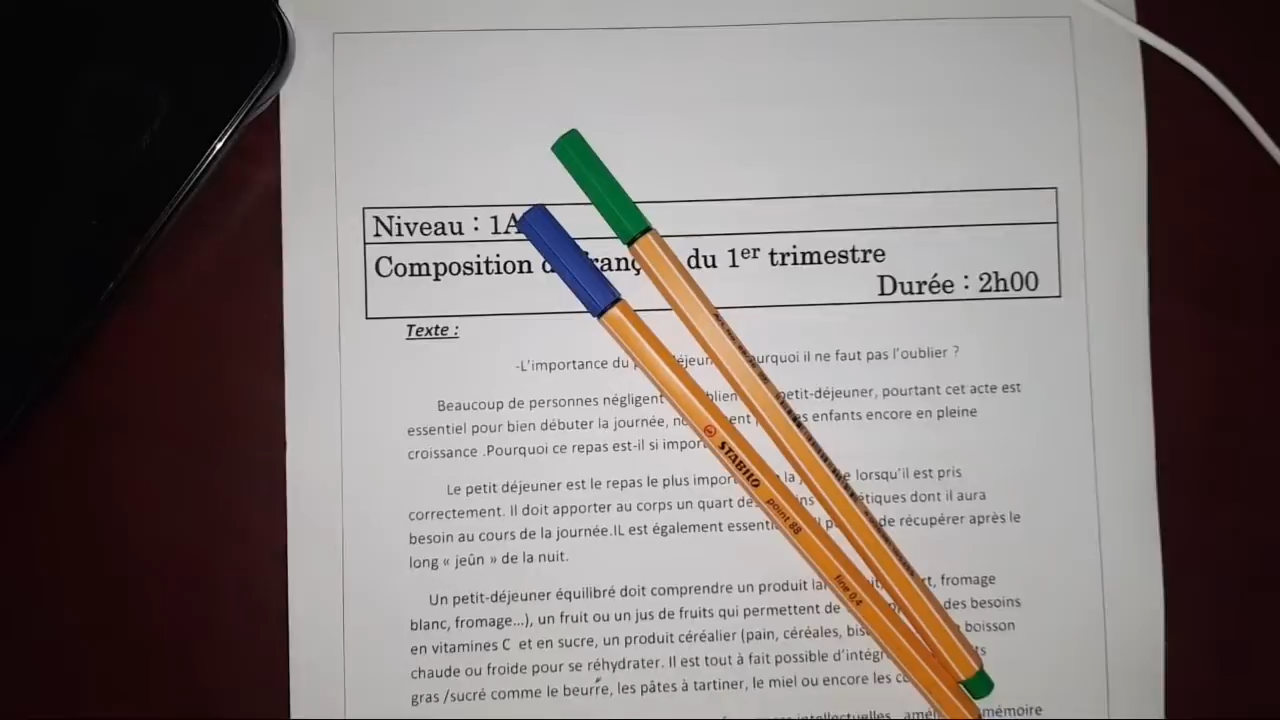 Niveau : 1A
Composition du 1er trimestre
Durée : 2h00
Texte :
-L'importance du pourquoi il ne faut pas l'oublier ?
Beaucoup de personnes négligent petit-déjeuner, pourtant cet acte est
essentiel pour bien débuter la journée, enfants encore en pleine
croissance .Pourquoi ce repas est-il si
Le petit déjeuner est le repas le plus la lorsqu'il est pris
correctement. Il doit apporter au corps un quart dont il aura
besoin au cours de la journée.IL est également de récupérer après le
long « jeûn » de la nuit.
Un petit-déjeuner équilibré doit comprendre un produit fromage
blanc, fromage...), un fruit ou un jus de fruits qui permettent de des besoins
en vitamines C et en sucre, un produit céréalier (pain, céréales, boisson
chaude ou froide pour se réhydrater. Il est tout à fait possible
gras /sucré comme le beurre, les pâtes à tartiner, le miel ou encore les
intellectuelles mémoire
STABILO point 88 fine 0.4